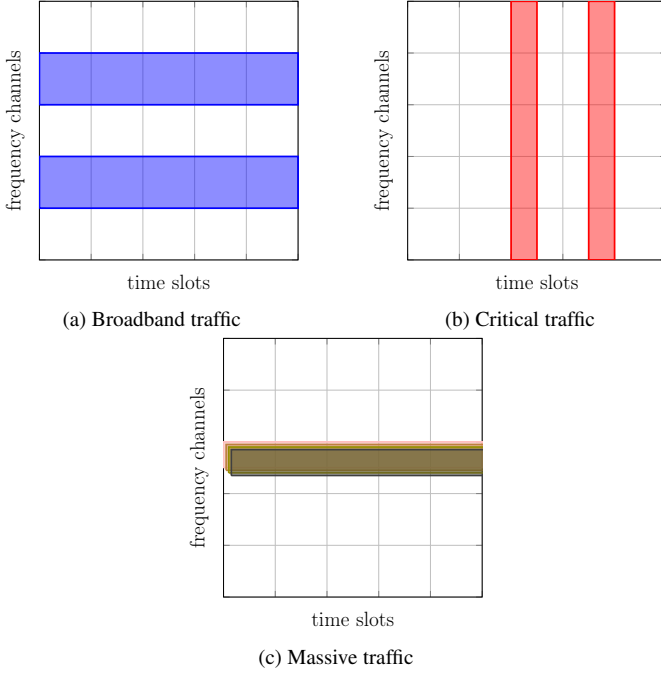 frequency channels
time slots
(a) Broadband traffic
frequency channels
time slots
(b) Critical traffic
frequency channels
time slots
(c) Massive traffic